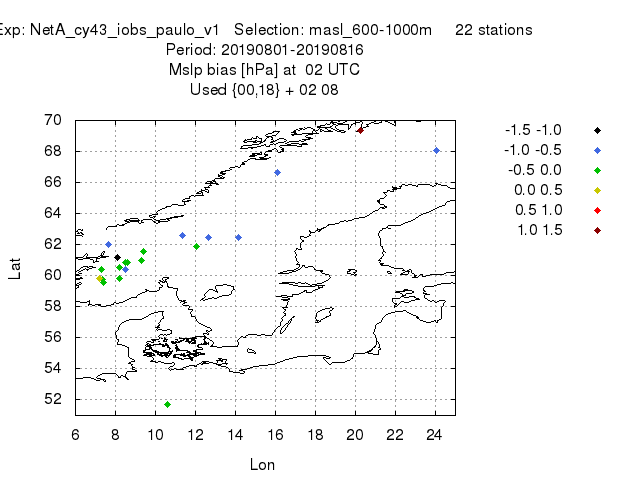 Exp: NetA_cy43_iobs_paulo_v1 Selection: masl_600-1000m 22 stations
Period: 20190801-20190816
Mslp bias [hPa] at 02 UTC
Used {00,18} + 02 08
70
68
66
64
62
60
58
56
54
52
Lat
6 8 10 12 14 16 18 20 22 24
Lon
-1.5 -1.0
-1.0 -0.5
-0.5 0.0
0.0 0.5
0.5 1.0
1.0 1.5